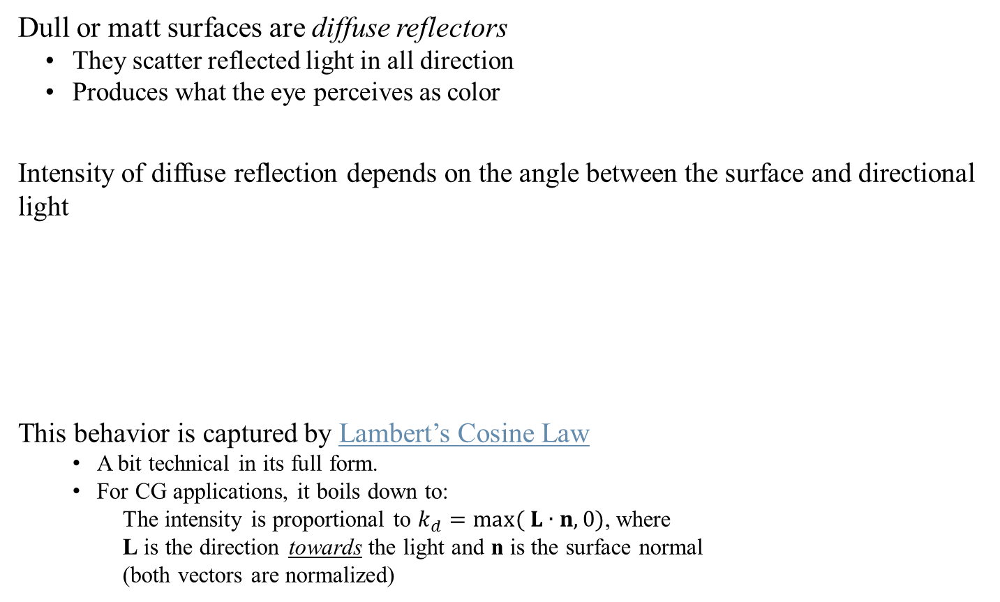 Dull or matt surfaces are diffuse reflectors
• They scatter reflected light in all direction
• Produces what the eye perceives as color
Intensity of diffuse reflection depends on the angle between the surface and directional
light
This behavior is captured by Lambert’s Cosine Law
• A bit technical in its full form.
• For CG applications, it boils down to:
The intensity is proportional to k_d = max( L · n, 0), where
L is the direction towards the light and n is the surface normal
(both vectors are normalized)